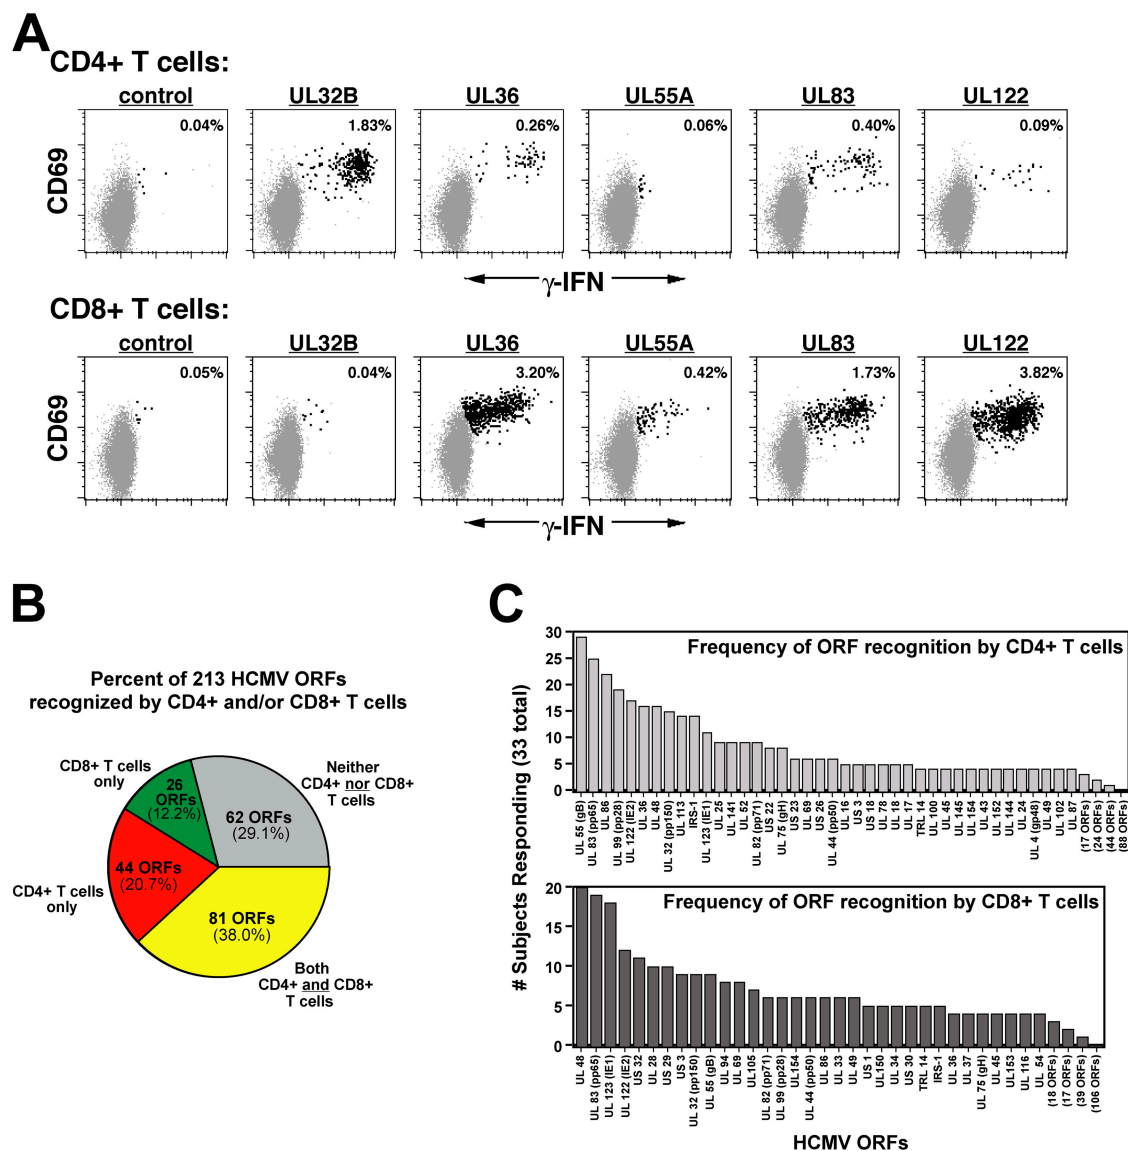 A
CD4+ T cells:
control UL32B UL36 UL55A UL83 UL122
0.04% 1.83% 0.26% 0.06% 0.40% 0.09%
CD69
γ-IFN
CD8+ T cells:
control UL32B UL36 UL55A UL83 UL122
0.05% 0.04% 3.20% 0.42% 1.73% 3.82%
CD69
γ-IFN
B
Percent of 213 HCMV ORFs
recognized by CD4+ and/or CD8+ T cells
CD8+ T cells
only
26
ORFs
(12.2%)
Neither
CD4+ nor CD8+
T cells
62 ORFs
(29.1%)
44 ORFs
(20.7%)
CD4+ T cells
only
81 ORFs
(38.0%)
Both
CD4+ and CD8+
T cells
C
# Subjects Responding (33 total)
Frequency of ORF recognition by CD4+ T cells
30
25
20
15
10
5
0
UL 55 (gB)
UL 83 (pp65)
UL 86
UL 99 (pp28)
UL 122 (IE2)
UL 36
UL 48
UL 32 (pp150)
UL 113
IRS-1
UL 123 (IE1)
UL 25
UL 141
UL 52
UL 82 (pp71)
US 22
UL 75 (gH)
US 23
UL 69
US 26
UL 44 (pp50)
UL 16
US 3
US 18
UL 78
UL 18
UL 17
TRL 14
UL 100
UL 45
UL 145
UL 154
UL 43
UL 152
UL 144
UL 24
UL 4 (gp48)
UL 49
UL 102
UL 87
(17 ORFs)
(24 ORFs)
(44 ORFs)
(88 ORFs)
Frequency of ORF recognition by CD8+ T cells
20
15
10
5
0
UL 48
UL 83 (pp65)
UL 123 (IE1)
UL 122 (IE2)
US 32
UL 28
US 29
US 3
UL 32 (pp150)
UL 55 (gB)
UL 94
UL 69
UL105
UL 82 (pp71)
UL 99 (pp28)
UL154
UL 44 (pp50)
UL 86
UL 33
UL 49
US 1
UL150
UL 34
US 30
TRL 14
IRS-1
UL 36
UL 37
UL 75 (gH)
UL 45
UL153
UL 116
UL 54
(18 ORFs)
(17 ORFs)
(39 ORFs)
(106 ORFs)
HCMV ORFs